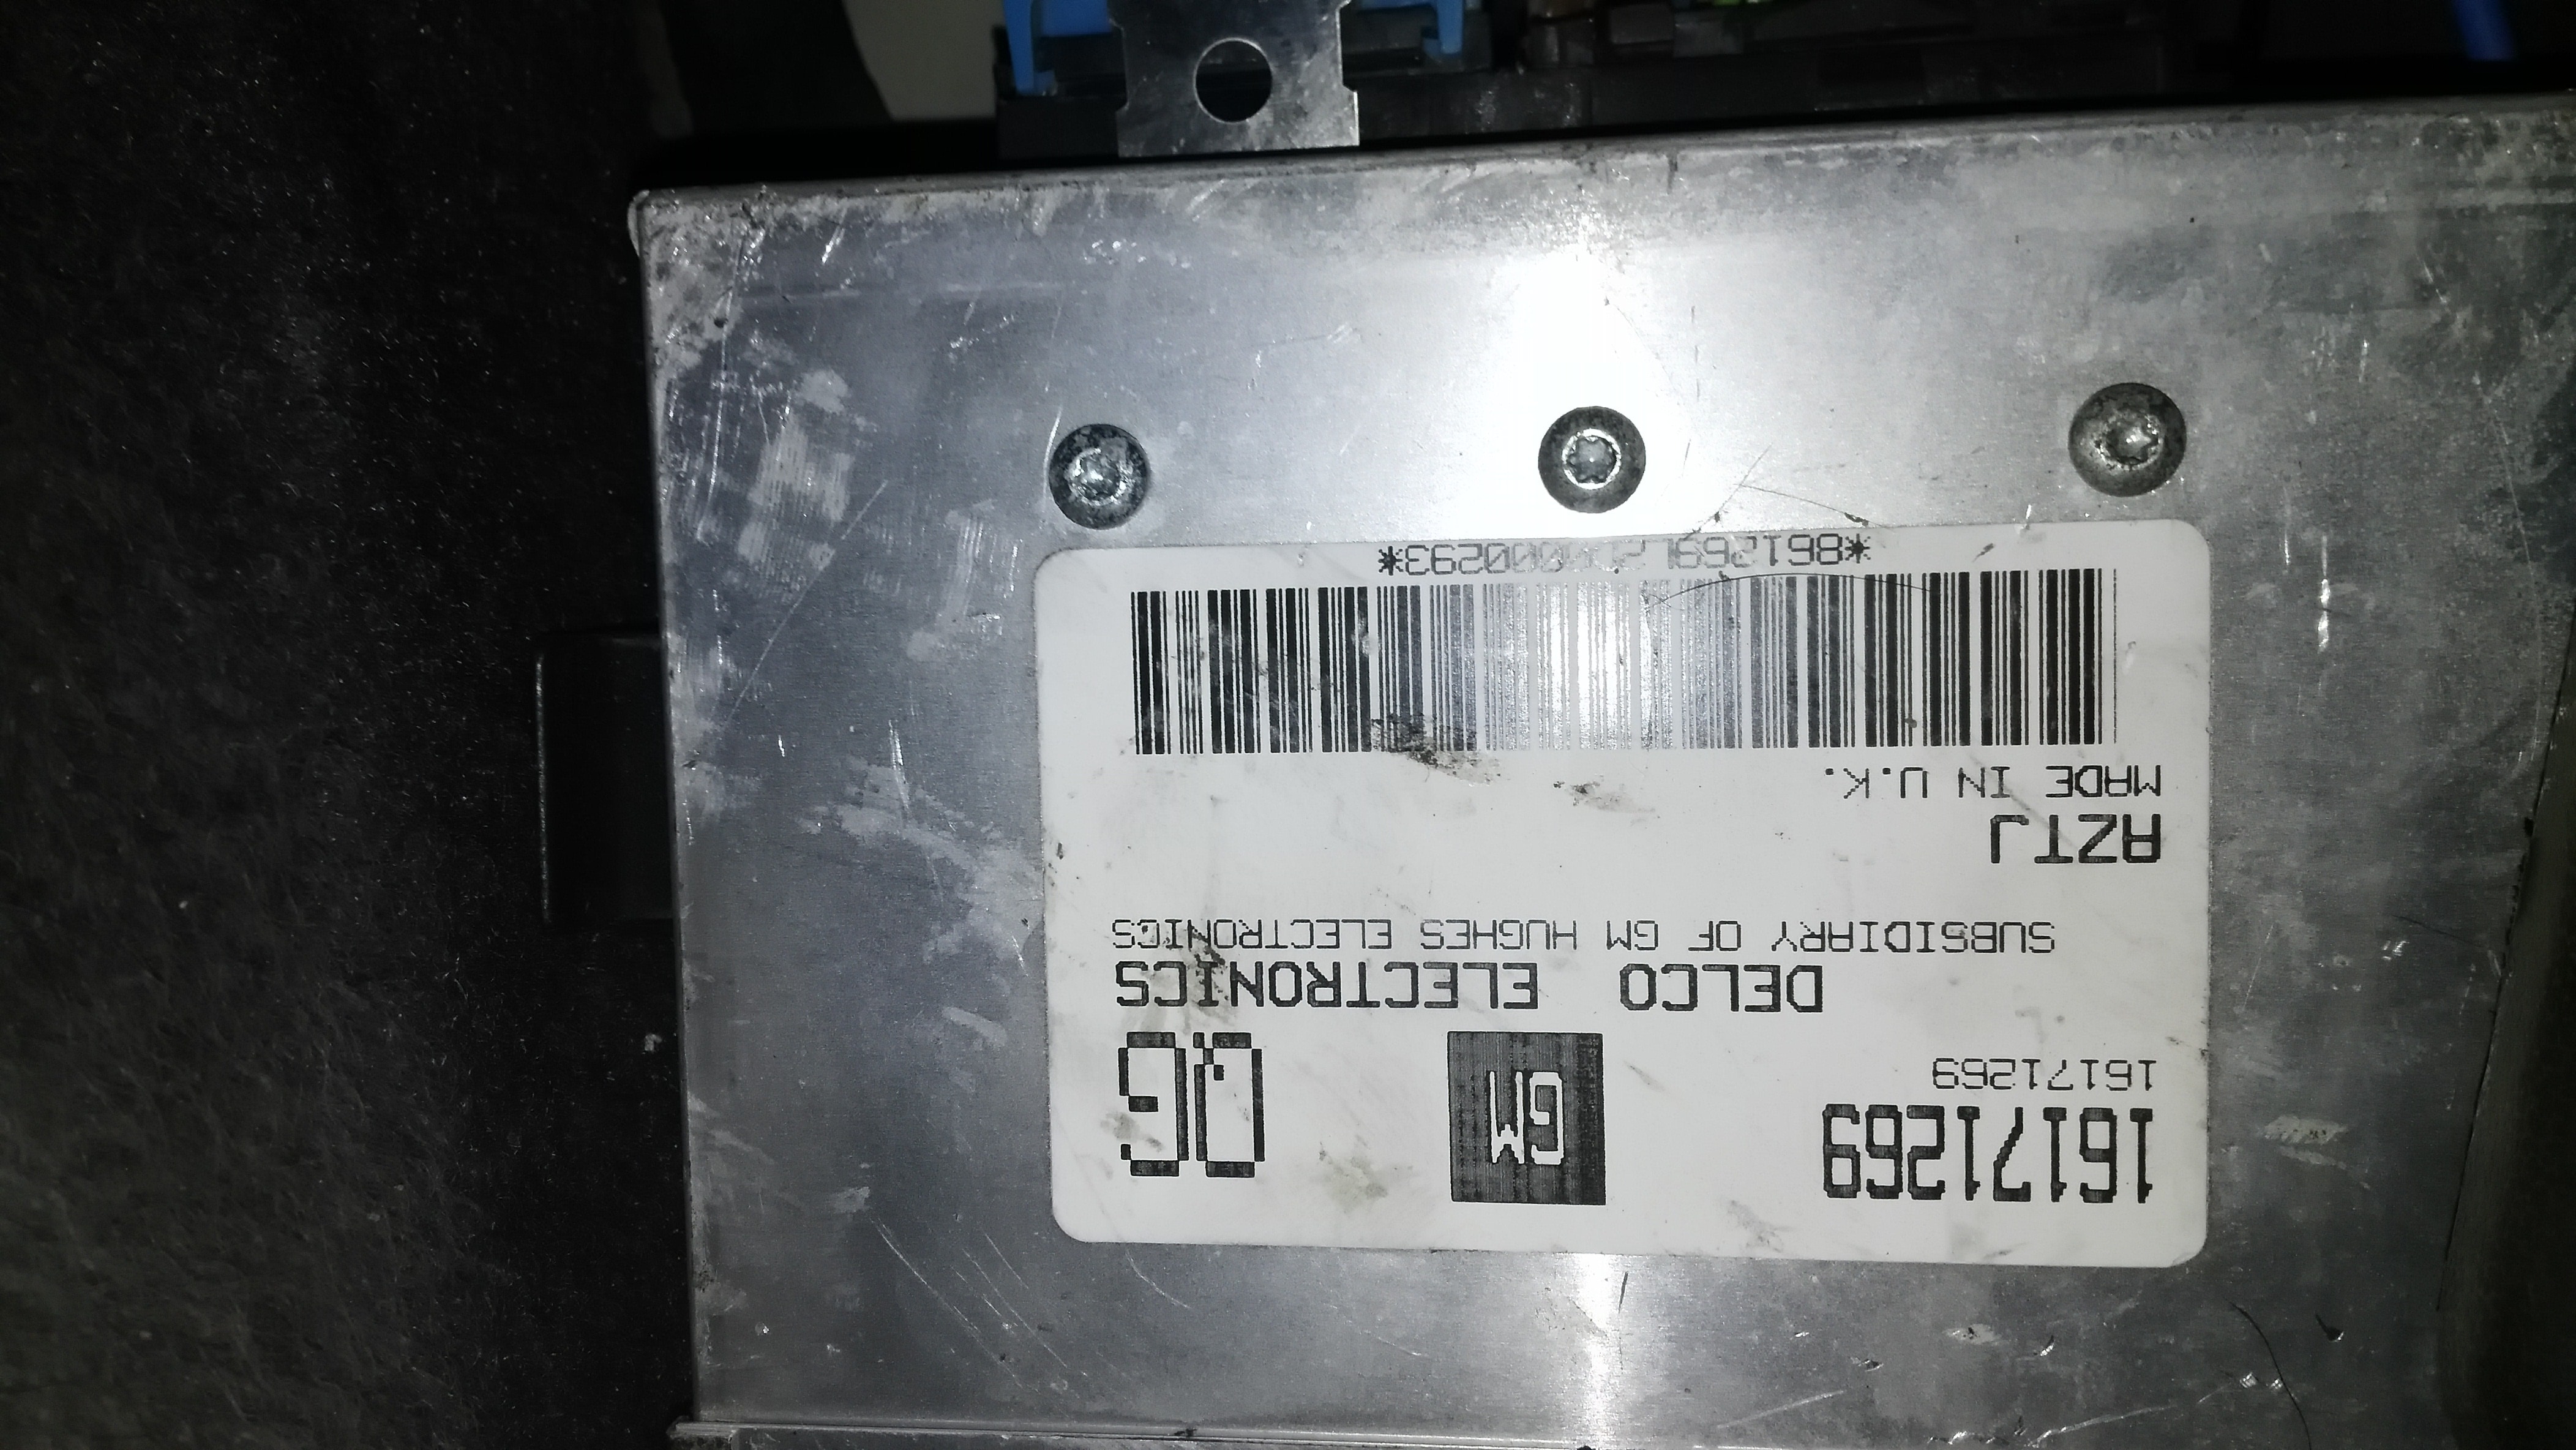 16171269 GM QG
16171269
DELCO ELECTRONICS
SUBSIDIARY OF GM HUGHES ELECTRONICS
AZTJ
MADE IN U.K.